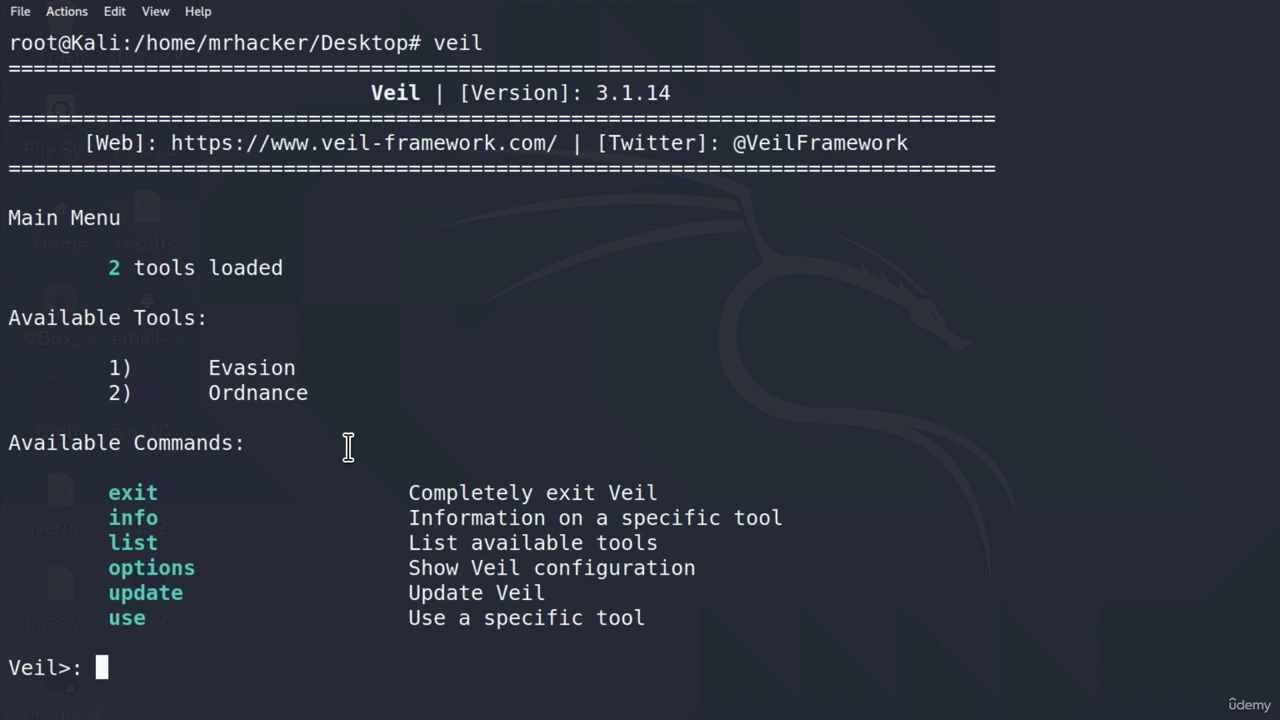 File Actions Edit View Help
root@Kali:/home/mrhacker/Desktop# veil
===============================================================================
Veil | [Version]: 3.1.14
===============================================================================
[Web]: https://www.veil-framework.com/ | [Twitter]: @VeilFramework
===============================================================================
Main Menu
2 tools loaded
Available Tools:
1) Evasion
2) Ordnance
Available Commands:
exit Completely exit Veil
info Information on a specific tool
list List available tools
options Show Veil configuration
update Update Veil
use Use a specific tool
Veil>:
udemy